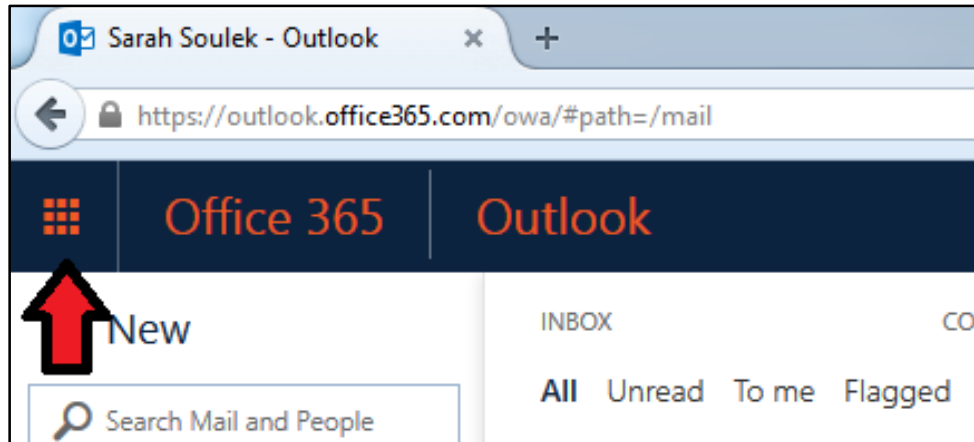 Sarah Soulek - Outlook
https://outlook.office365.com/owa/#path=/mail
Office 365 Outlook
New
Search Mail and People
INBOX CO
All Unread To me Flagged